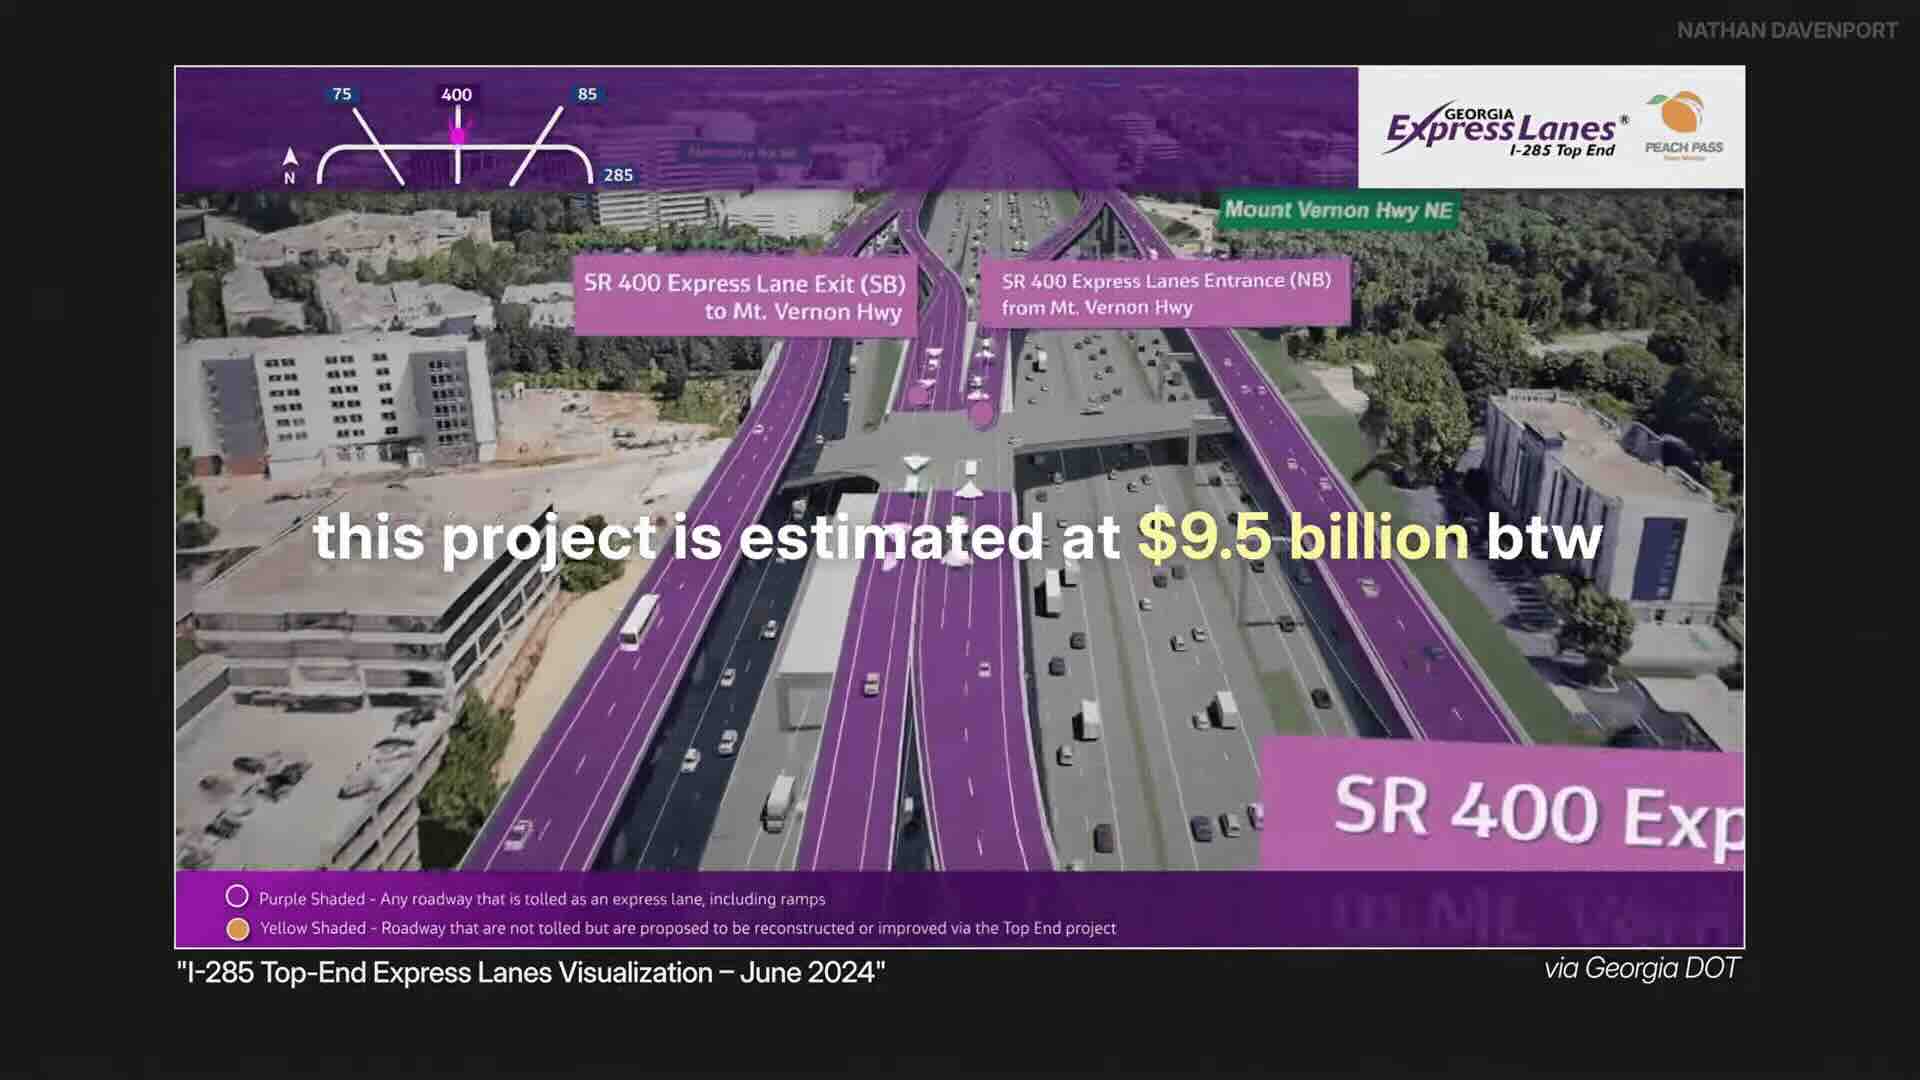 NATHAN DAVENPORT
75
400
85
N
285
GEORGIA
Express Lanes®
I-285 Top End
PEACH PASS
Mount Vernon Hwy NE
SR 400 Express Lane Exit (SB)
to Mt. Vernon Hwy
SR 400 Express Lanes Entrance (NB)
from Mt. Vernon Hwy
this project is estimated at $9.5 billion btw
SR 400 Exp
Purple Shaded - Any roadway that is tolled as an express lane, including ramps
Yellow Shaded - Roadway that are not tolled but are proposed to be reconstructed or improved via the Top End project
"I-285 Top-End Express Lanes Visualization – June 2024"
via Georgia DOT